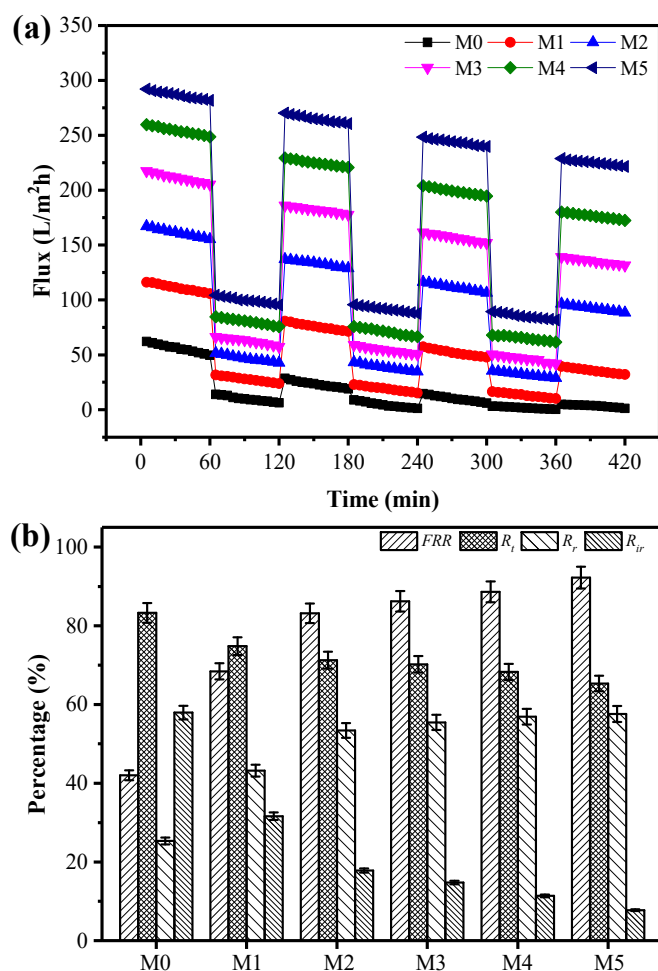 (a)
350
300
250
200
150
100
50
0
Flux (L/m²h)
M0 M1 M2
M3 M4 M5
0 60 120 180 240 300 360 420
Time (min)
(b)
100
80
60
40
20
0
Percentage (%)
FRR Rt Rr Rir
M0 M1 M2 M3 M4 M5